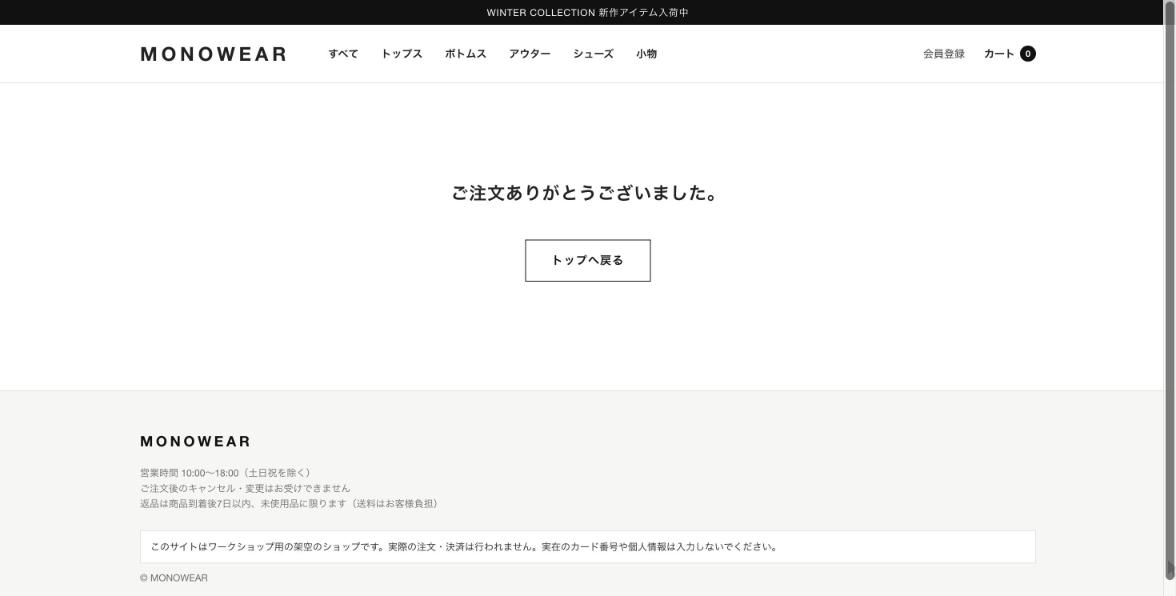 WINTER COLLECTION 新作アイテム入荷中
MONOWEAR
すべて トップス ボトムス アウター シューズ 小物
会員登録 カート 0
ご注文ありがとうございました。
トップへ戻る
MONOWEAR
営業時間 10:00〜18:00（土日祝を除く）
ご注文後のキャンセル・変更はお受けできません
返品は商品到着後7日以内、未使用品に限ります（送料はお客様負担）
このサイトはワークショップ用の架空のショップです。実際の注文・決済は行われません。実在のカード番号や個人情報は入力しないでください。
© MONOWEAR